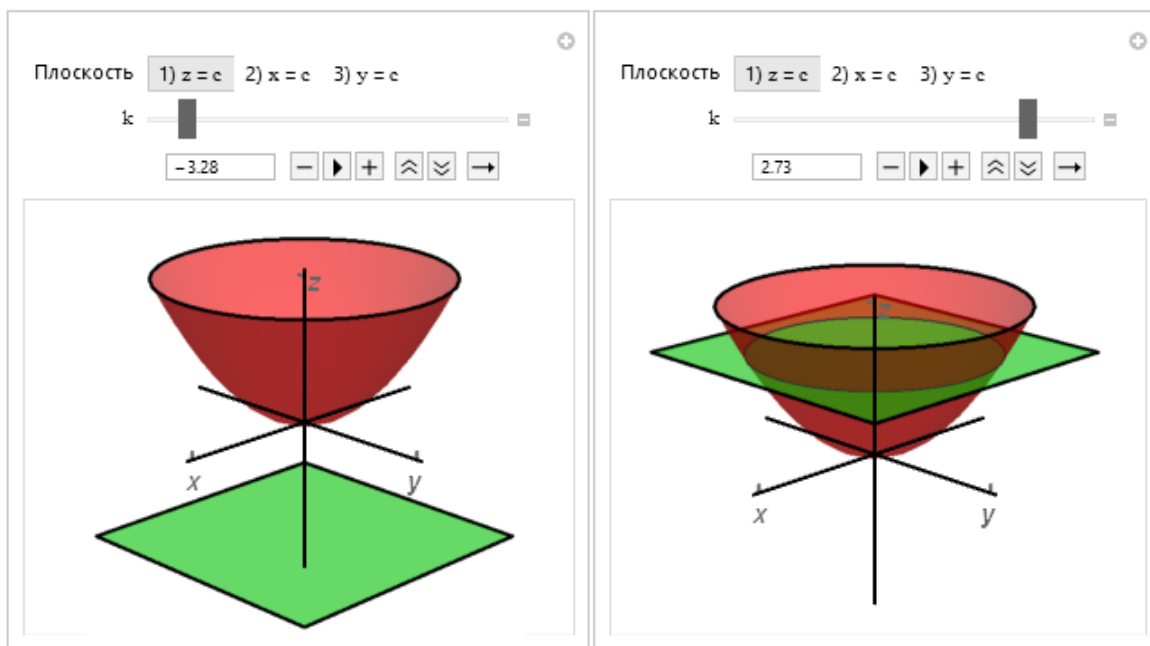 Плоскость 1) z = c 2) x = c 3) y = c
k
−3.28
z
x y
Плоскость 1) z = c 2) x = c 3) y = c
k
2.73
z
x y